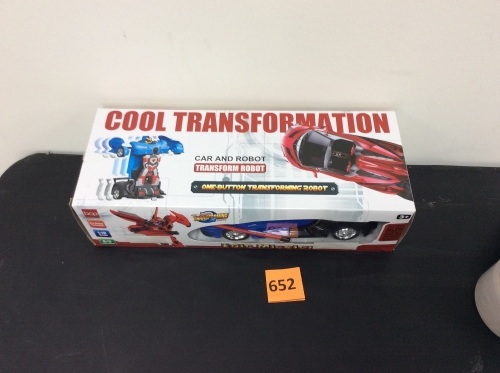 COOL TRANSFORMATION
CAR AND ROBOT
TRANSFORM ROBOT
ONE-BUTTON TRANSFORMING ROBOT
652